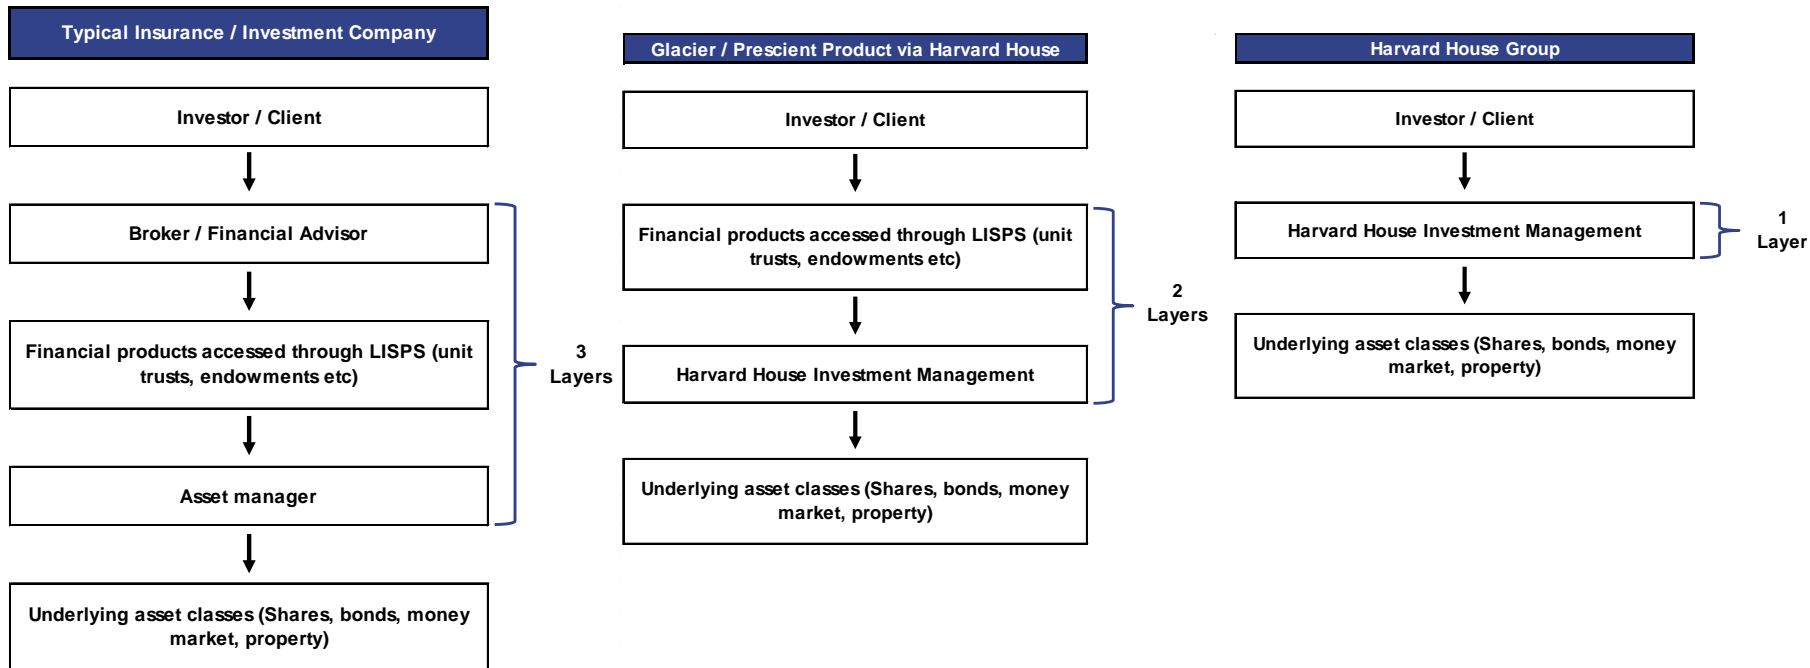 Typical Insurance / Investment Company
Investor / Client
Broker / Financial Advisor
Financial products accessed through LISPS (unit
trusts, endowments etc)
Asset manager
Underlying asset classes (Shares, bonds, money
market, property)
3
Layers
Glacier / Prescient Product via Harvard House
Investor / Client
Financial products accessed through LISPS (unit
trusts, endowments etc)
Harvard House Investment Management
Underlying asset classes (Shares, bonds, money
market, property)
2
Layers
Harvard House Group
Investor / Client
Harvard House Investment Management
Underlying asset classes (Shares, bonds, money
market, property)
1
Layer